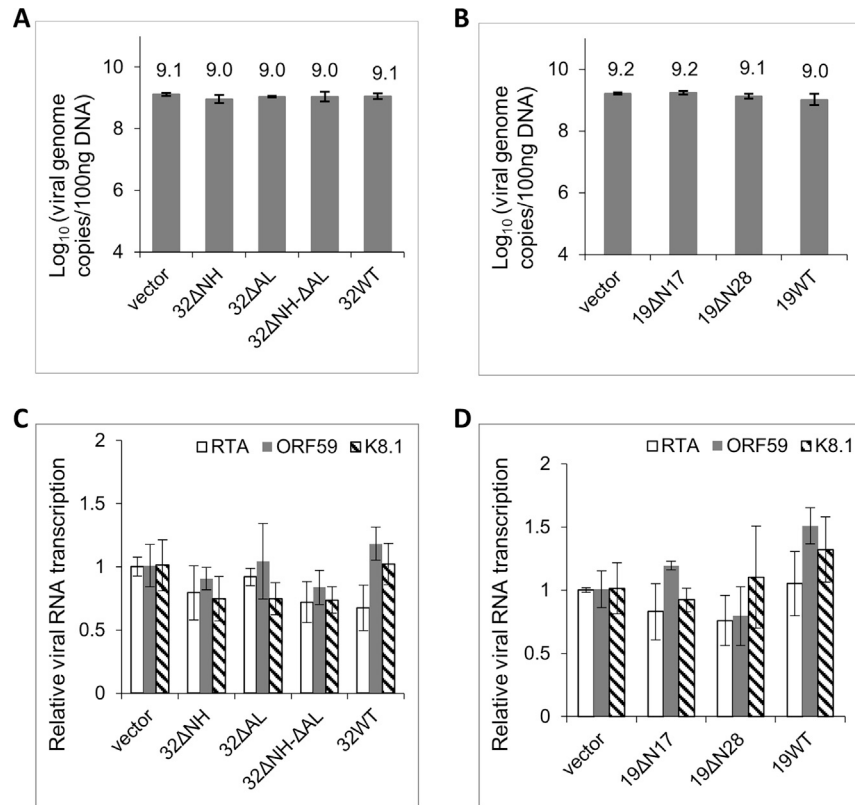 A
9.1 9.0 9.0 9.0 9.1
Log10 (viral genome
copies/100ng DNA)
10
8
6
4
vector 32ΔNH 32ΔAL 32ΔNH-ΔAL 32WT
B
9.2 9.2 9.1 9.0
Log10 (viral genome
copies/100ng DNA)
10
8
6
4
vector 19ΔN17 19ΔN28 19WT
C
RTA ORF59 K8.1
Relative viral RNA transcription
2
1.5
1
0.5
0
vector 32ΔNH 32ΔAL 32ΔNH-ΔAL 32WT
D
RTA ORF59 K8.1
Relative viral RNA transcription
2
1.5
1
0.5
0
vector 19ΔN17 19ΔN28 19WT